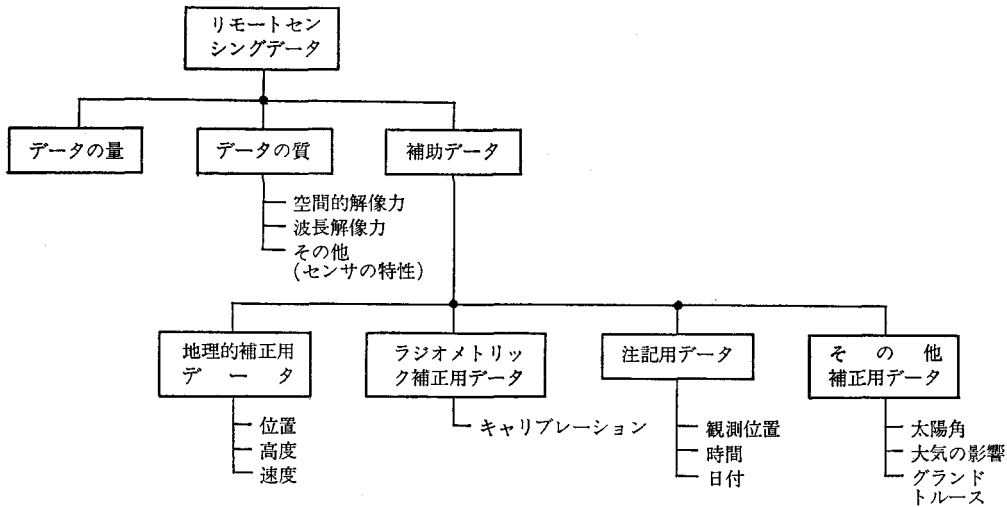 リモートセン
シングデータ
データの量
データの質
補助データ
空間的解像力
波長解像力
その他
(センサの特性)
地理的補正用
データ
ラジオメトリッ
ク補正用データ
注記用データ
その他
補正用データ
位置
高度
速度
キャリブレーション
観測位置
時間
日付
太陽角
大気の影響
グランド
トルース